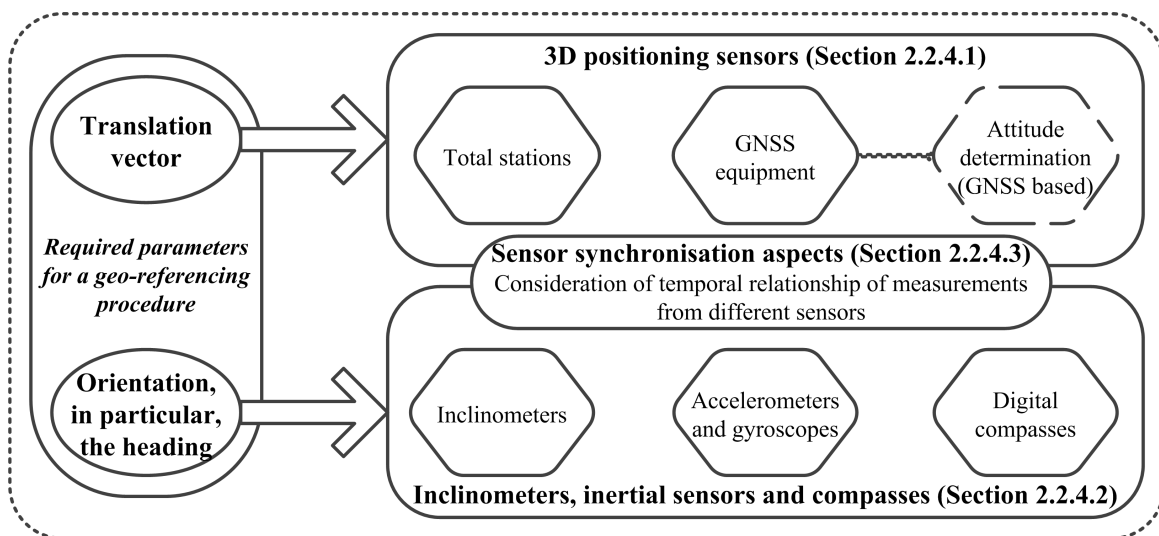 3D positioning sensors (Section 2.2.4.1)
Translation
vector
Total stations
GNSS
equipment
Attitude
determination
(GNSS based)
Required parameters
for a geo-referencing
procedure
Sensor synchronisation aspects (Section 2.2.4.3)
Consideration of temporal relationship of measurements
from different sensors
Orientation,
in particular,
the heading
Inclinometers
Accelerometers
and gyroscopes
Digital
compasses
Inclinometers, inertial sensors and compasses (Section 2.2.4.2)